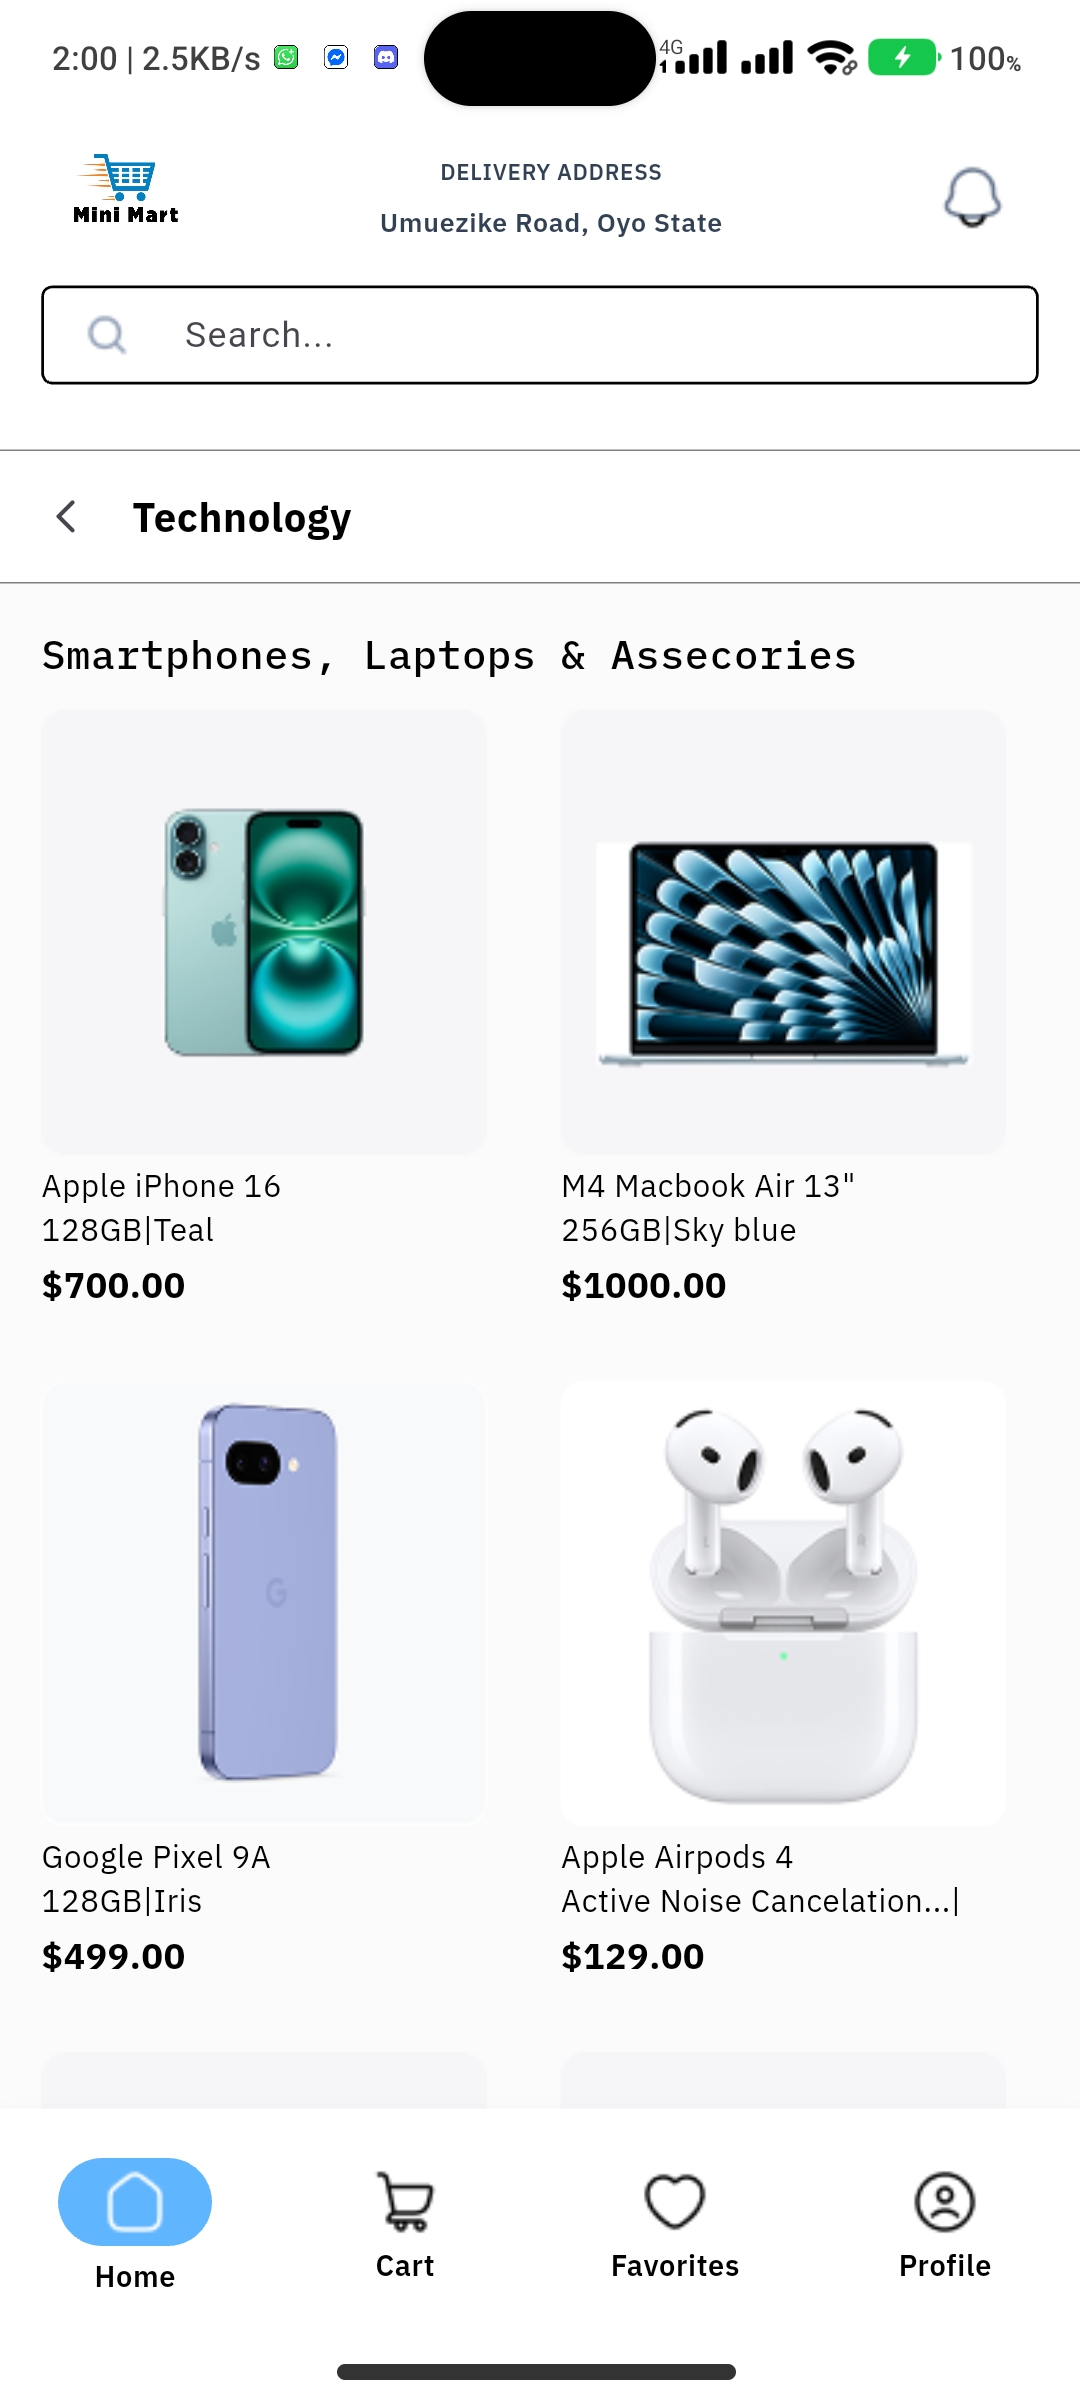 2:00 | 2.5KB/s
4G
1
100%
Mini Mart
DELIVERY ADDRESS
Umuezike Road, Oyo State
Search...
Technology
Smartphones, Laptops & Assecories
Apple iPhone 16
128GB|Teal
$700.00
M4 Macbook Air 13"
256GB|Sky blue
$1000.00
Google Pixel 9A
128GB|Iris
$499.00
Apple Airpods 4
Active Noise Cancelation...|
$129.00
Home
Cart
Favorites
Profile